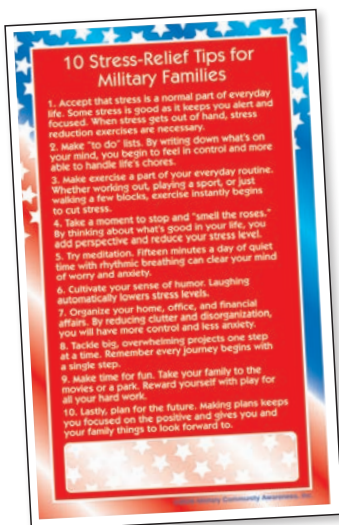 10 Stress-Relief Tips for
Military Families
1. Accept that stress is a normal part of everyday
life. Some stress is good as it keeps you alert and
focused. When stress gets out of hand, stress
reduction exercises are necessary.
2. Make "to do" lists. By writing down what's on
your mind, you begin to feel in control and more
able to handle life's chores.
3. Make exercise a part of your everyday routine.
Whether working out, playing a sport, or just
walking a few blocks, exercise instantly begins
to cut stress.
4. Take a moment to stop and "smell the roses."
By thinking about what's good in your life, you
add perspective and reduce your stress level.
5. Try meditation. Fifteen minutes a day of quiet
time with rhythmic breathing can clear your mind
of worry and anxiety.
6. Cultivate your sense of humor. Laughing
automatically lowers stress levels.
7. Organize your home, office, and financial
affairs. By reducing clutter and disorganization,
you will have more control and less anxiety.
8. Tackle big, overwhelming projects one step
at a time. Remember every journey begins with
a single step.
9. Make time for fun. Take your family to the
movies or a park. Reward yourself with play for
all your hard work.
10. Lastly, plan for the future. Making plans keeps
you focused on the positive and gives you and
your family things to look forward to.
Military Community Awareness, Inc.